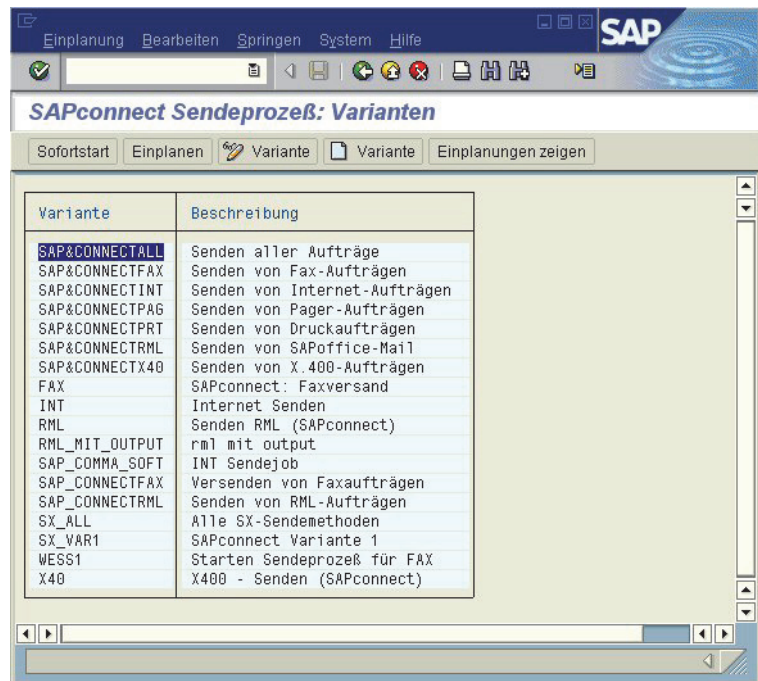 Einplanung Bearbeiten Springen System Hilfe
SAP
SAPconnect Sendeprozeß: Varianten
Sofortstart Einplanen Variante Variante Einplanungen zeigen
Variante Beschreibung
SAP&CONNECTALL Senden aller Aufträge
SAP&CONNECTFAX Senden von Fax-Aufträgen
SAP&CONNECTINT Senden von Internet-Aufträgen
SAP&CONNECTPAG Senden von Pager-Aufträgen
SAP&CONNECTPRT Senden von Druckaufträgen
SAP&CONNECTRML Senden von SAPoffice-Mail
SAP&CONNECTX40 Senden von X.400-Aufträgen
FAX SAPconnect: Faxversand
INT Internet Senden
RML Senden RML (SAPconnect)
RML_MIT_OUTPUT rml mit output
SAP_COMMA_SOFT INT Sendejob
SAP_CONNECTFAX Versenden von Faxaufträgen
SAP_CONNECTRML Senden von RML-Aufträgen
SX_ALL Alle SX-Sendemethoden
SX_VAR1 SAPconnect Variante 1
WESS1 Starten Sendeprozeß für FAX
X40 X400 - Senden (SAPconnect)